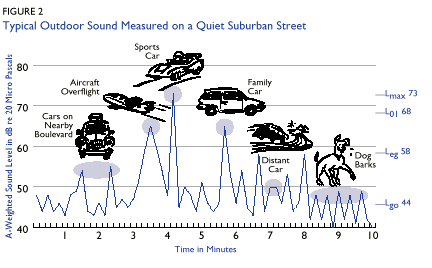 FIGURE 2
Typical Outdoor Sound Measured on a Quiet Suburban Street
A-Weighted Sound Level in dB re 20 Micro Pascals
80
70
60
50
40
Sports
Car
Aircraft
Overflight
Family
Car
Cars on
Nearby
Boulevard
Distant
Car
Dog
Barks
Lmax 73
L01 68
Leg 58
L90 44
1 2 3 4 5 6 7 8 9 10
Time in Minutes